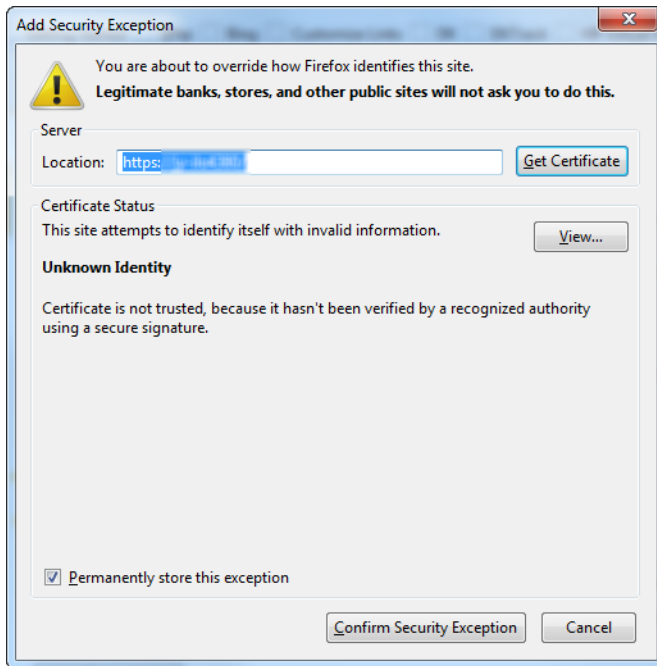 Add Security Exception
You are about to override how Firefox identifies this site.
Legitimate banks, stores, and other public sites will not ask you to do this.
Server
Location: https: Get Certificate
Certificate Status
This site attempts to identify itself with invalid information. View...
Unknown Identity
Certificate is not trusted, because it hasn't been verified by a recognized authority
using a secure signature.
Permanently store this exception
Confirm Security Exception Cancel